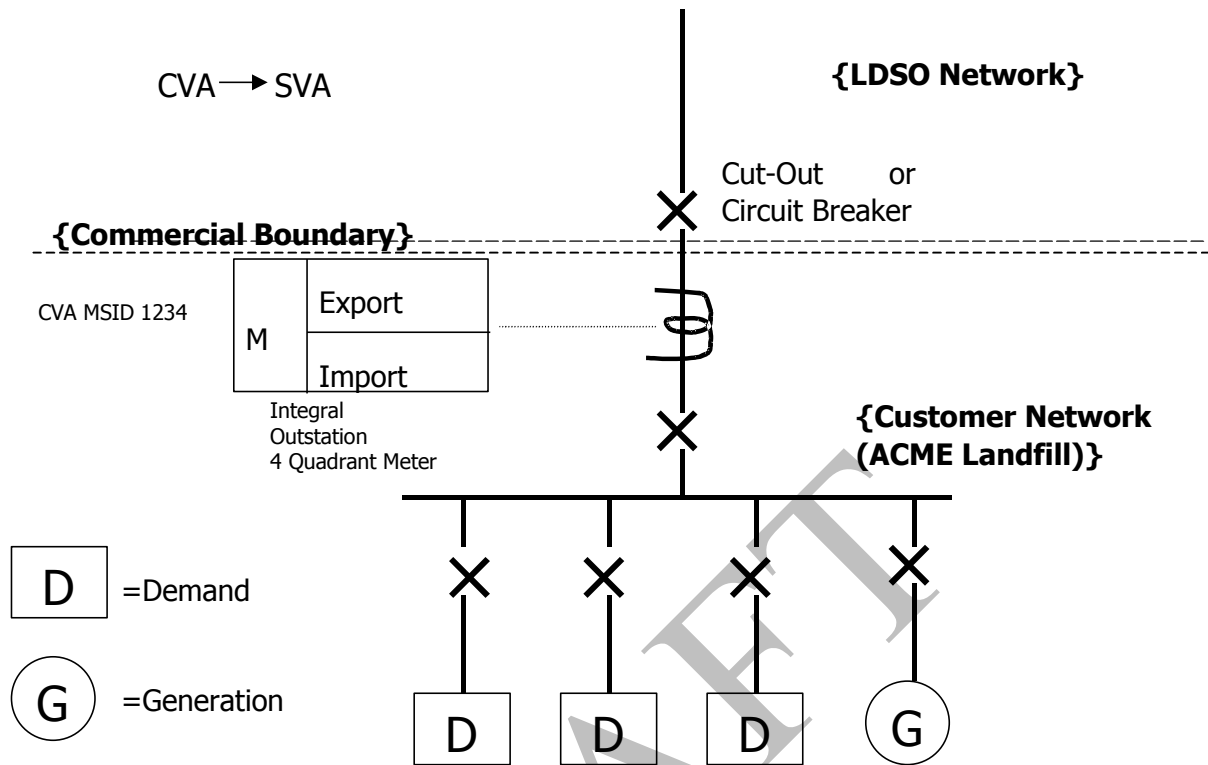 CVA SVA
{LDSO Network}
Cut-Out or
Circuit Breaker
{Commercial Boundary}
CVA MSID 1234
M
Export
Import
Integral
Outstation
4 Quadrant Meter
{Customer Network
(ACME Landfill)}
D =Demand
G =Generation
D D D G